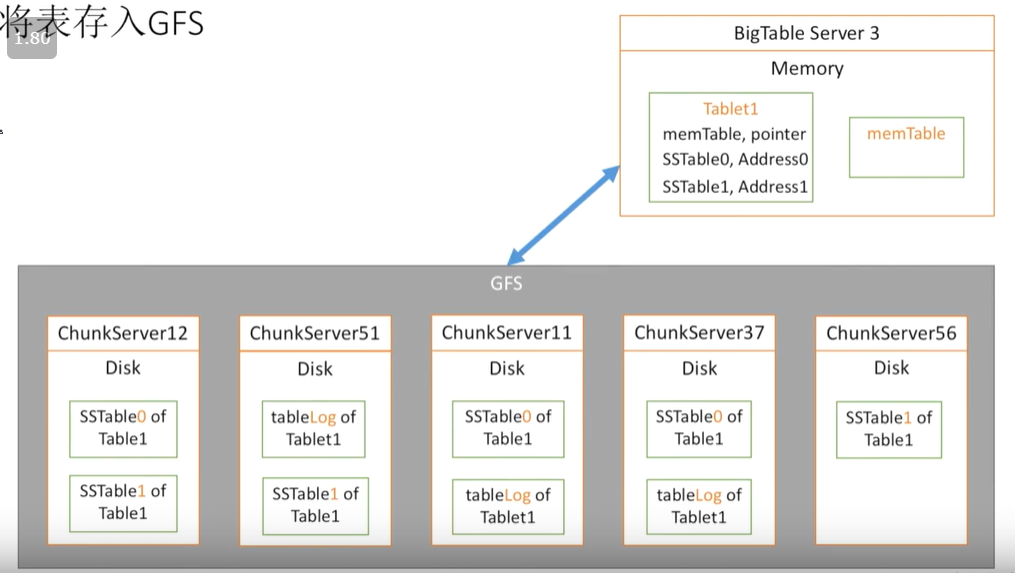 将表存入GFS
1.80
BigTable Server 3
Memory
Tablet1
memTable, pointer
SSTable0, Address0
SSTable1, Address1
memTable
GFS
ChunkServer12
Disk
SSTable0 of
Table1
SSTable1 of
Table1
ChunkServer51
Disk
tableLog of
Tablet1
SSTable1 of
Table1
ChunkServer11
Disk
SSTable0 of
Table1
tableLog of
Tablet1
ChunkServer37
Disk
SSTable0 of
Table1
tableLog of
Tablet1
ChunkServer56
Disk
SSTable1 of
Table1